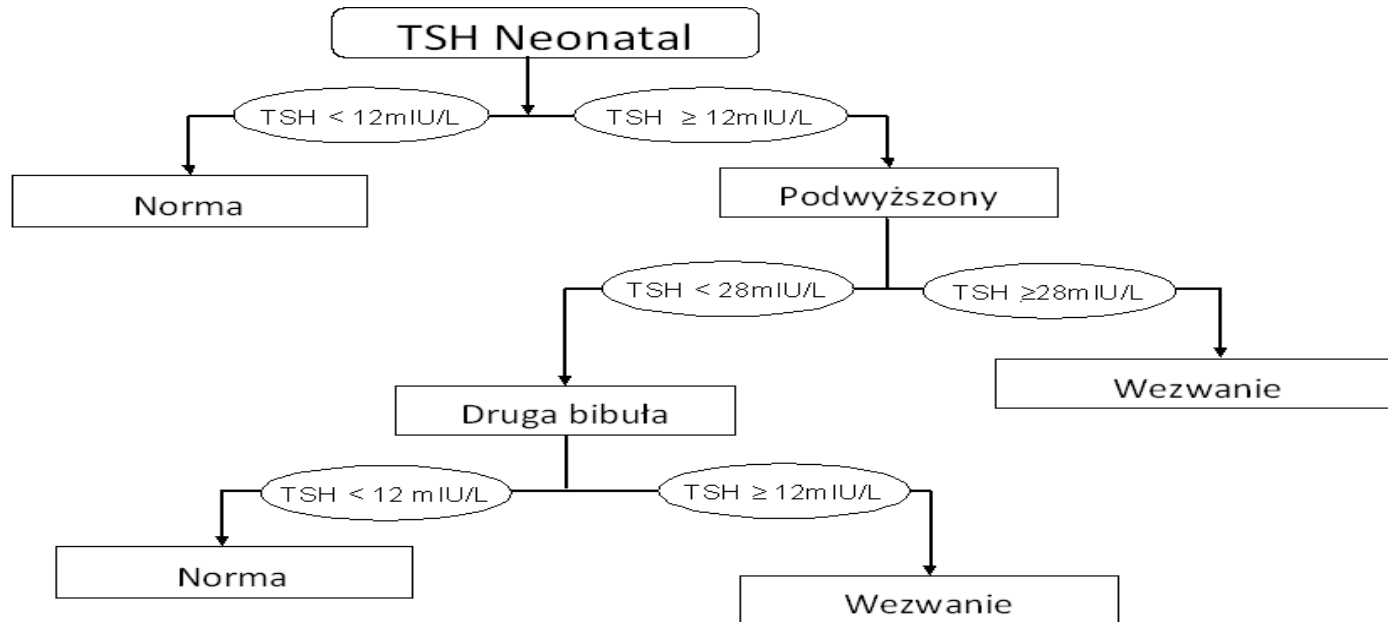 TSH Neonatal
TSH < 12mIU/L
TSH ≥ 12mIU/L
Norma
Podwyższony
TSH < 28mIU/L
TSH ≥28mIU/L
Wezwanie
Druga bibuła
TSH < 12 mIU/L
TSH ≥ 12mIU/L
Norma
Wezwanie